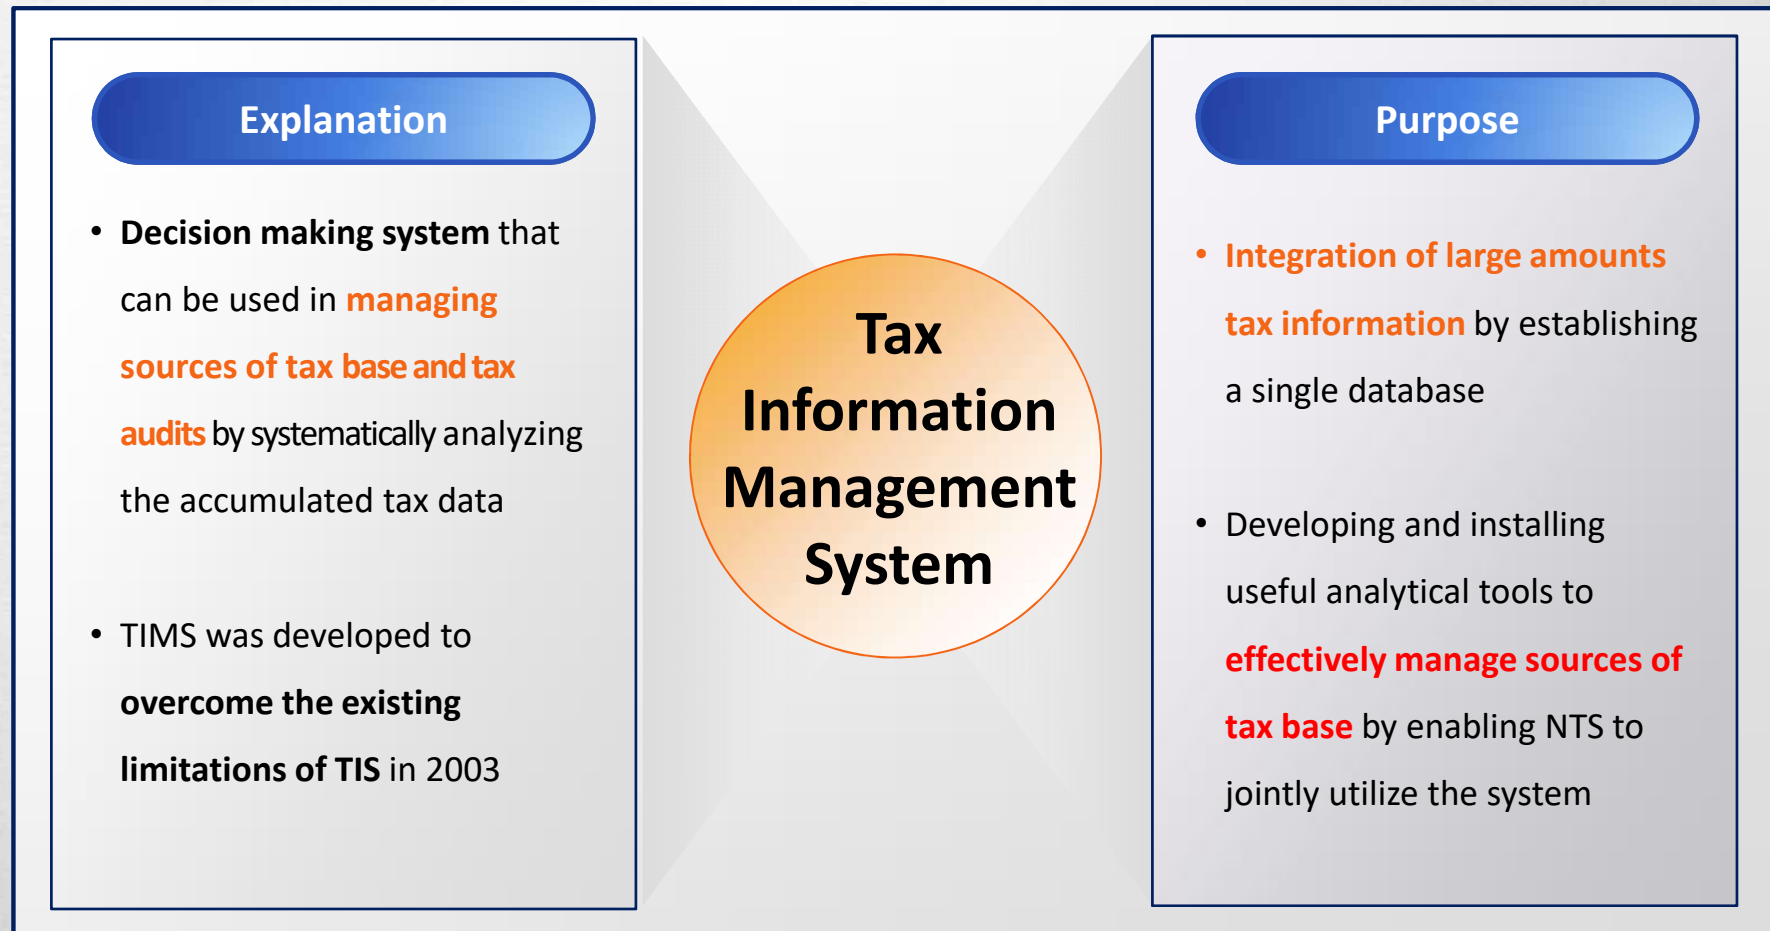 Explanation
• Decision making system that
can be used in managing
sources of tax base and tax
audits by systematically analyzing
the accumulated tax data
• TIMS was developed to
overcome the existing
limitations of TIS in 2003
Tax
Information
Management
System
Purpose
• Integration of large amounts
tax information by establishing
a single database
• Developing and installing
useful analytical tools to
effectively manage sources of
tax base by enabling NTS to
jointly utilize the system